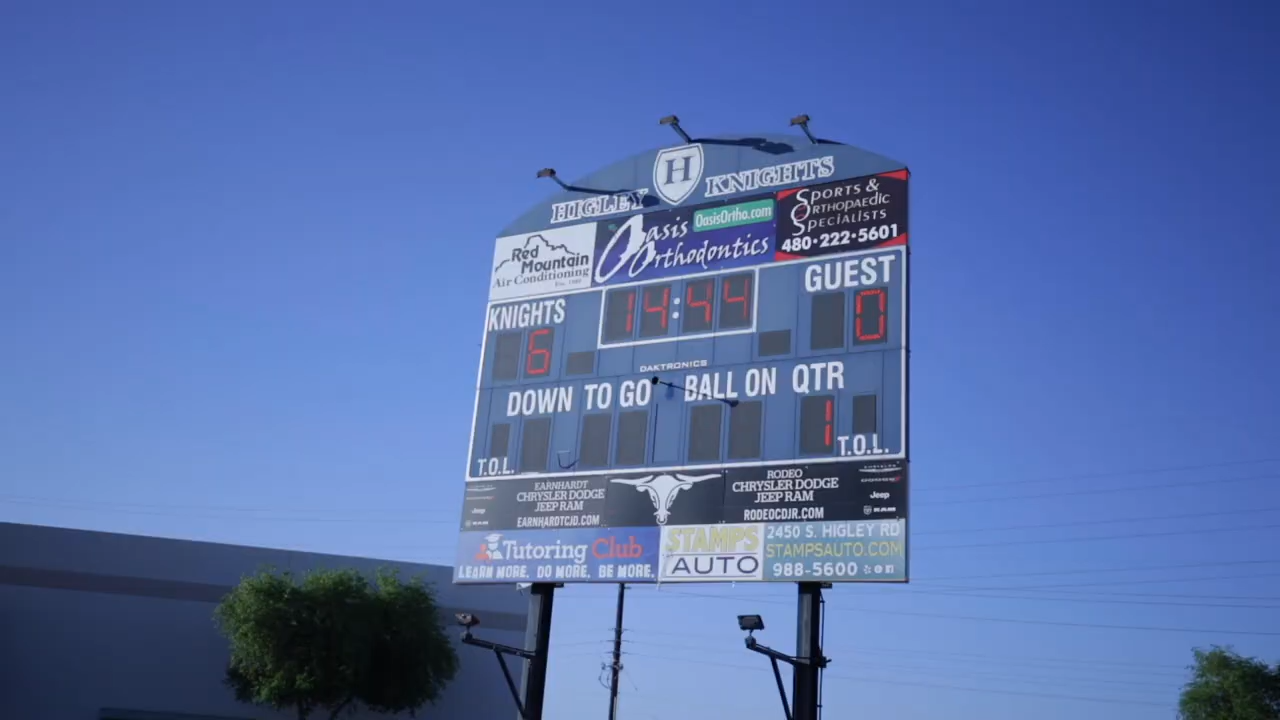 H
HIGLEY KNIGHTS
Red Mountain
Air Conditioning
Oasis Orthodontics
OasisOrtho.com
SPORTS &
ORTHOPAEDIC
SPECIALISTS
480·222·5601
KNIGHTS
6
14:44
GUEST
0
DAKTRONICS
DOWN TO GO BALL ON QTR
1
T.O.L. T.O.L.
EARNHARDT
CHRYSLER DODGE
JEEP RAM
EARNHARDTCJD.COM
RODEO
CHRYSLER DODGE
JEEP RAM
RODEOCDJR.COM
Jeep
Tutoring Club
LEARN MORE. DO MORE. BE MORE.
STAMPS
AUTO
2450 S. HIGLEY RD
STAMPSAUTO.COM
988-5600